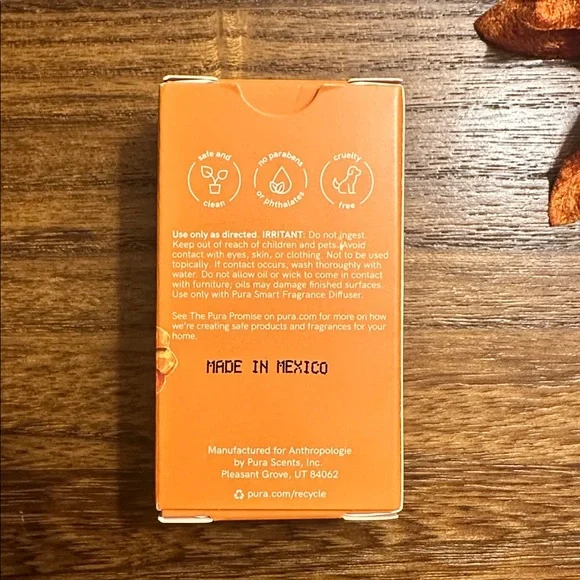 safe and
clean
no parabens
or phthalates
cruelty
free
Use only as directed. IRRITANT: Do not ingest.
Keep out of reach of children and pets. Avoid
contact with eyes, skin, or clothing. Not to be used
topically. If contact occurs, wash thoroughly with
water. Do not allow oil or wick to come in contact
with furniture; oils may damage finished surfaces.
Use only with Pura Smart Fragrance Diffuser.
See The Pura Promise on pura.com for more on how
we're creating safe products and fragrances for your
home.
MADE IN MEXICO
Manufactured for Anthropologie
by Pura Scents, Inc.
Pleasant Grove, UT 84062
pura.com/recycle